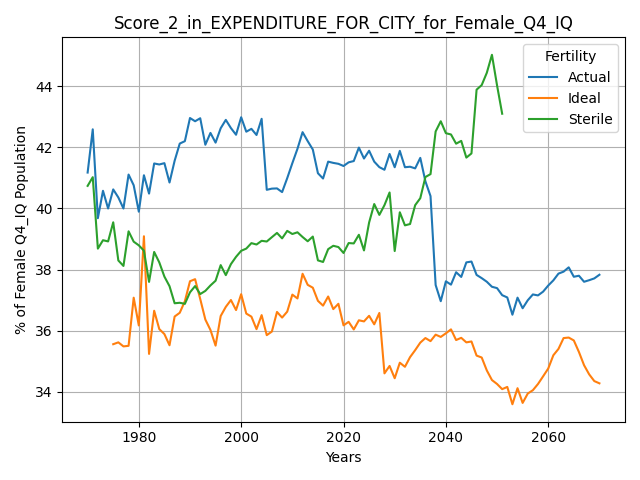 Score_2_in_EXPENDITURE_FOR_CITY_for_Female_Q4_IQ
% of Female Q4_IQ Population
44
42
40
38
36
34
Fertility
Actual
Ideal
Sterile
1980 2000 2020 2040 2060
Years